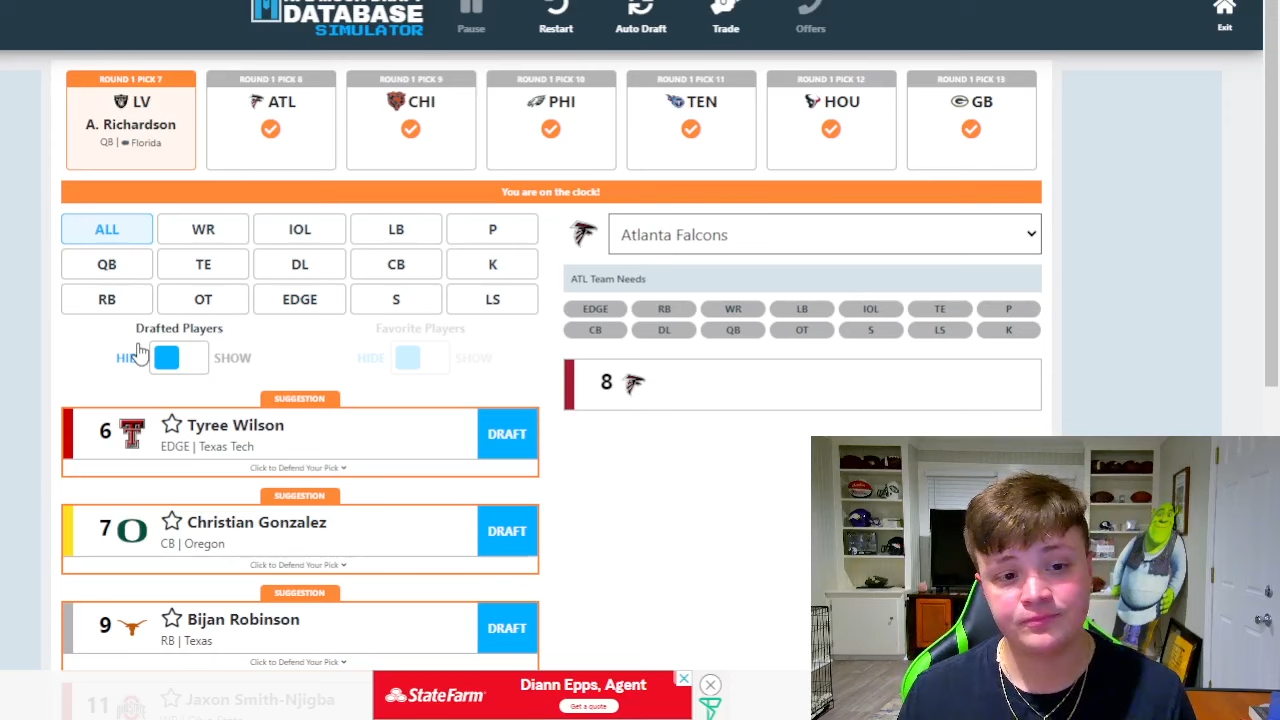 DATABASE
SIMULATOR
Pause
Restart
Auto Draft
Trade
Offers
Exit
ROUND 1 PICK 7
LV
A. Richardson
QB | Florida
ROUND 1 PICK 8
ATL
ROUND 1 PICK 9
CHI
ROUND 1 PICK 10
PHI
ROUND 1 PICK 11
TEN
ROUND 1 PICK 12
HOU
ROUND 1 PICK 13
GB
You are on the clock!
ALL
WR
IOL
LB
P
QB
TE
DL
CB
K
RB
OT
EDGE
S
LS
Drafted Players
SHOW
Favorite Players
HIDE
SHOW
Atlanta Falcons
ATL Team Needs
EDGE
RB
WR
LB
IOL
TE
P
CB
DL
QB
OT
S
LS
K
8
SUGGESTION
6
Tyree Wilson
EDGE | Texas Tech
DRAFT
Click to Defend Your Pick
SUGGESTION
7
Christian Gonzalez
CB | Oregon
DRAFT
Click to Defend Your Pick
SUGGESTION
9
Bijan Robinson
RB | Texas
DRAFT
Click to Defend Your Pick
11
Jaxon Smith-Njigba
StateFarm
Diann Epps, Agent
Get a quote